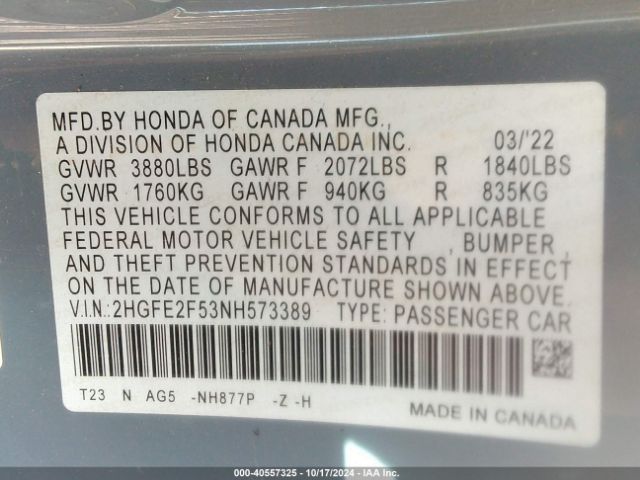 MFD.BY HONDA OF CANADA MFG.,
A DIVISION OF HONDA CANADA INC. 03/'22
GVWR 3880LBS GAWR F 2072LBS R 1840LBS
GVWR 1760KG GAWR F 940KG R 835KG
THIS VEHICLE CONFORMS TO ALL APPLICABLE
FEDERAL MOTOR VEHICLE SAFETY , BUMPER,
AND THEFT PREVENTION STANDARDS IN EFFECT
ON THE DATE OF MANUFACTURE SHOWN ABOVE.
V.I.N.: 2HGFE2F53NH573389 TYPE: PASSENGER CAR
T23 N AG5 -NH877P -Z -H
MADE IN CANADA
000-40557325 | 10/17/2024 | IAA, Inc.